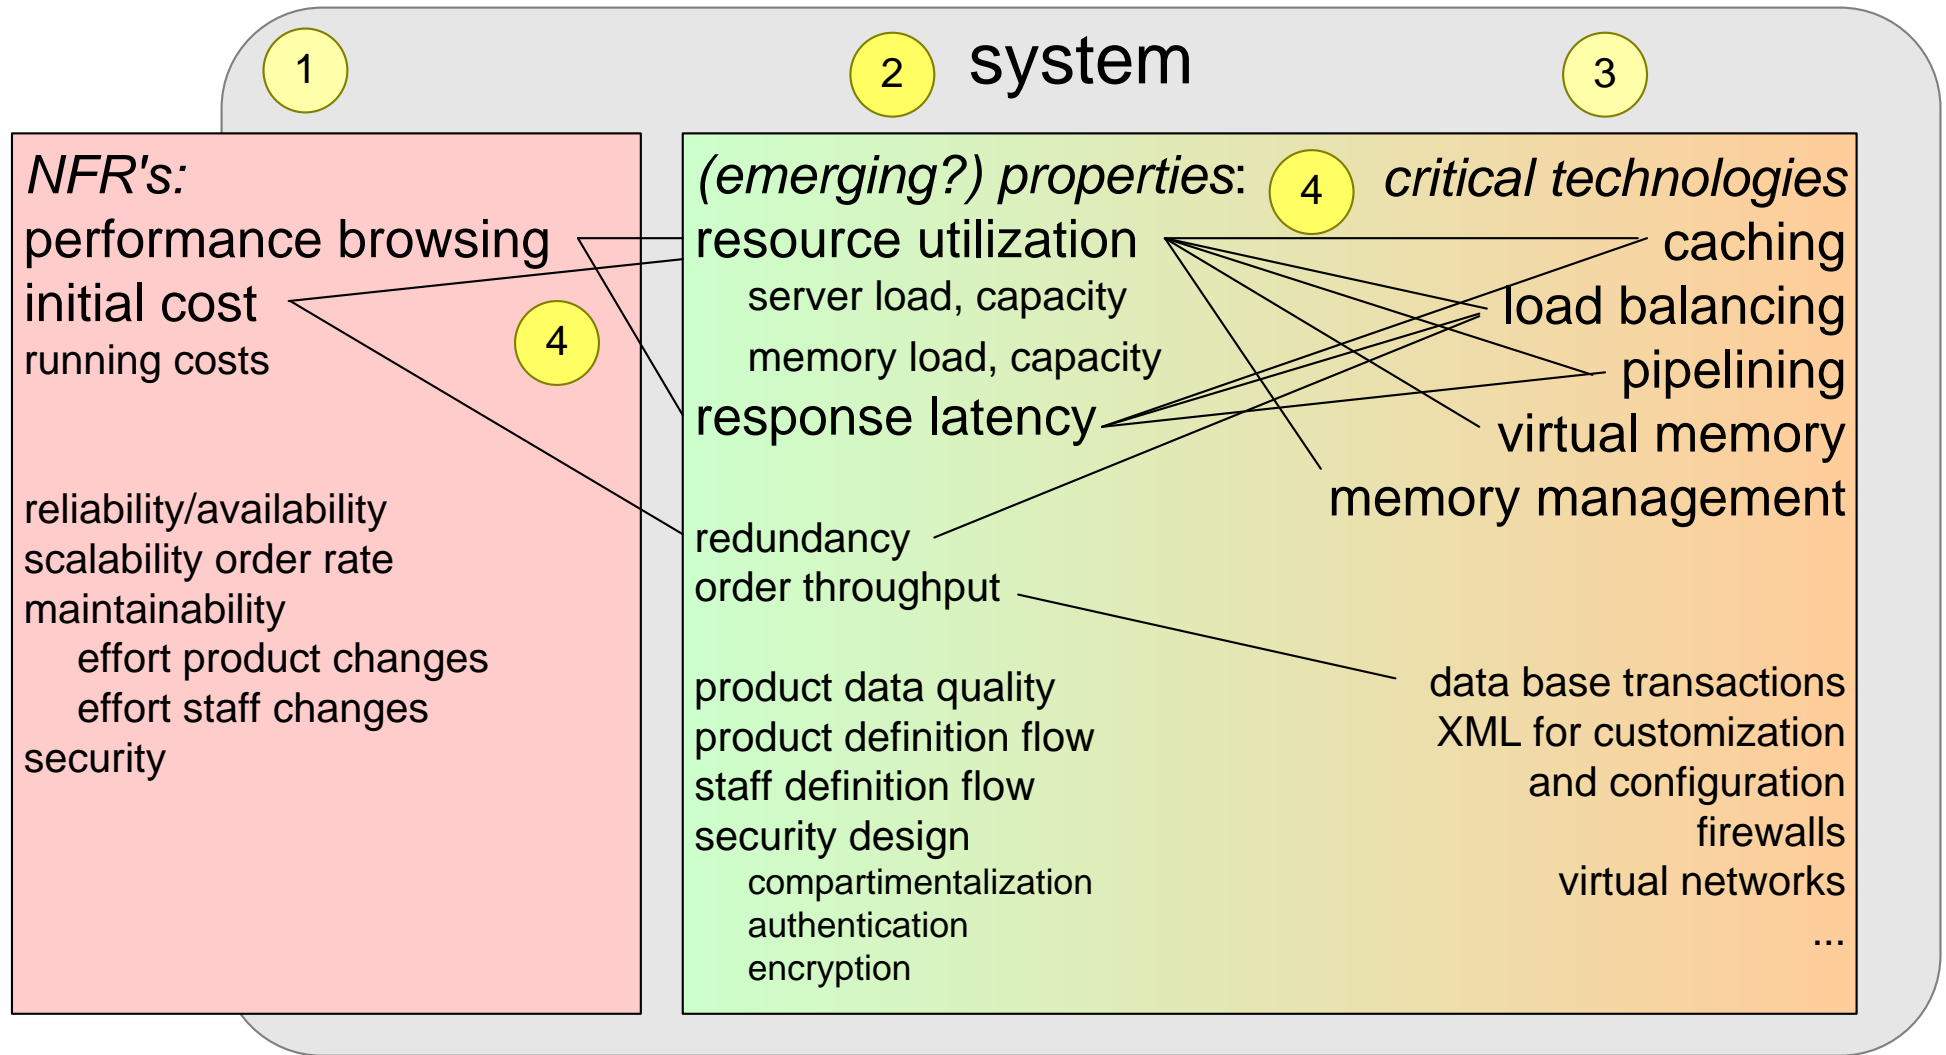 system
1
2
3
NFR's:
performance browsing
initial cost
running costs
4
reliability/availability
scalability order rate
maintainability
effort product changes
effort staff changes
security
(emerging?) properties:
resource utilization
server load, capacity
memory load, capacity
response latency
redundancy
order throughput
product data quality
product definition flow
staff definition flow
security design
compartimentalization
authentication
encryption
4
critical technologies
caching
load balancing
pipelining
virtual memory
memory management
data base transactions
XML for customization
and configuration
firewalls
virtual networks
...